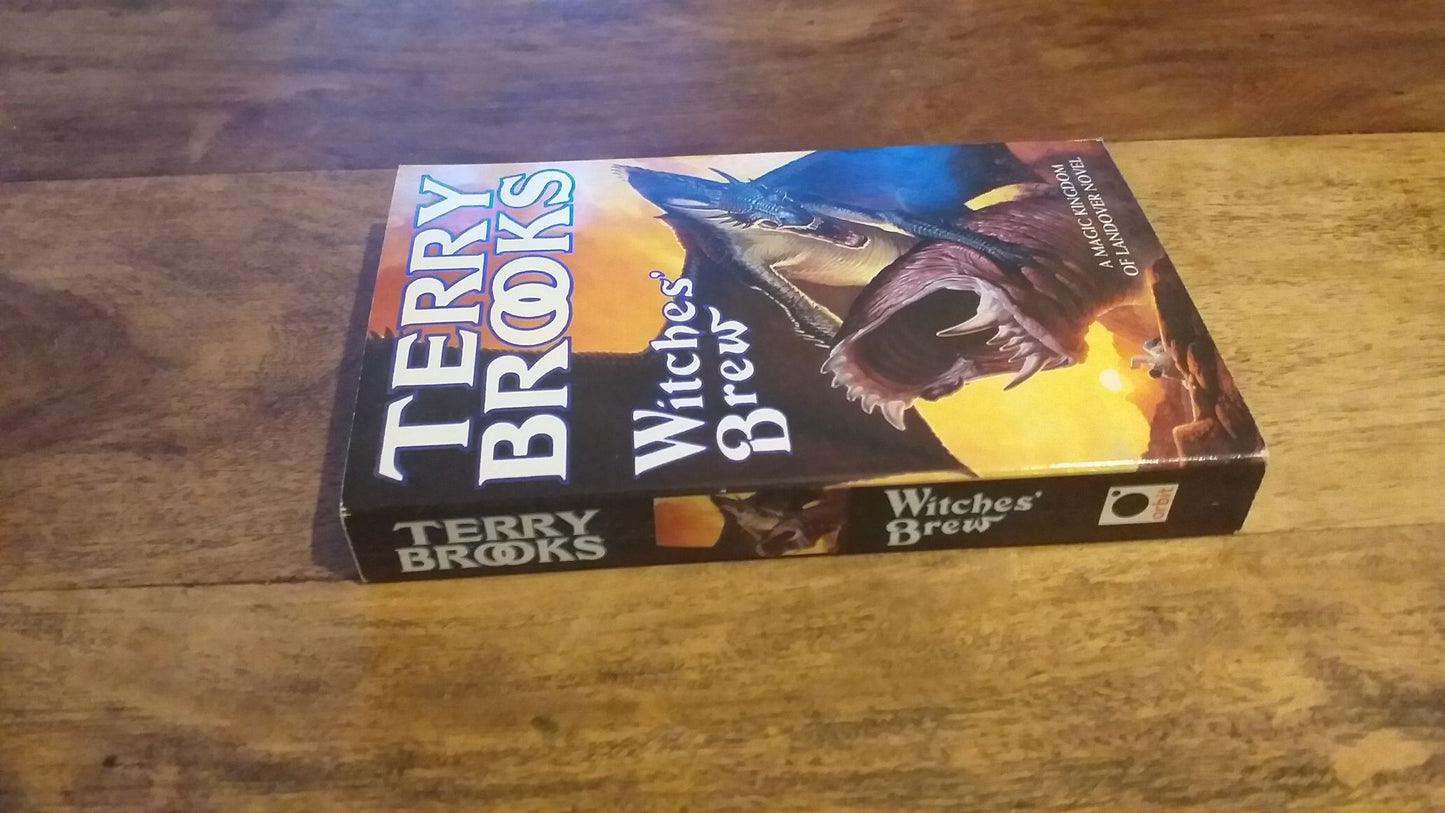 TERRY
BROOKS
Witches'
Brew
A MAGIC KINGDOM
OF LANDOVER NOVEL
TERRY
BROOKS
Witches'
Brew
orbit